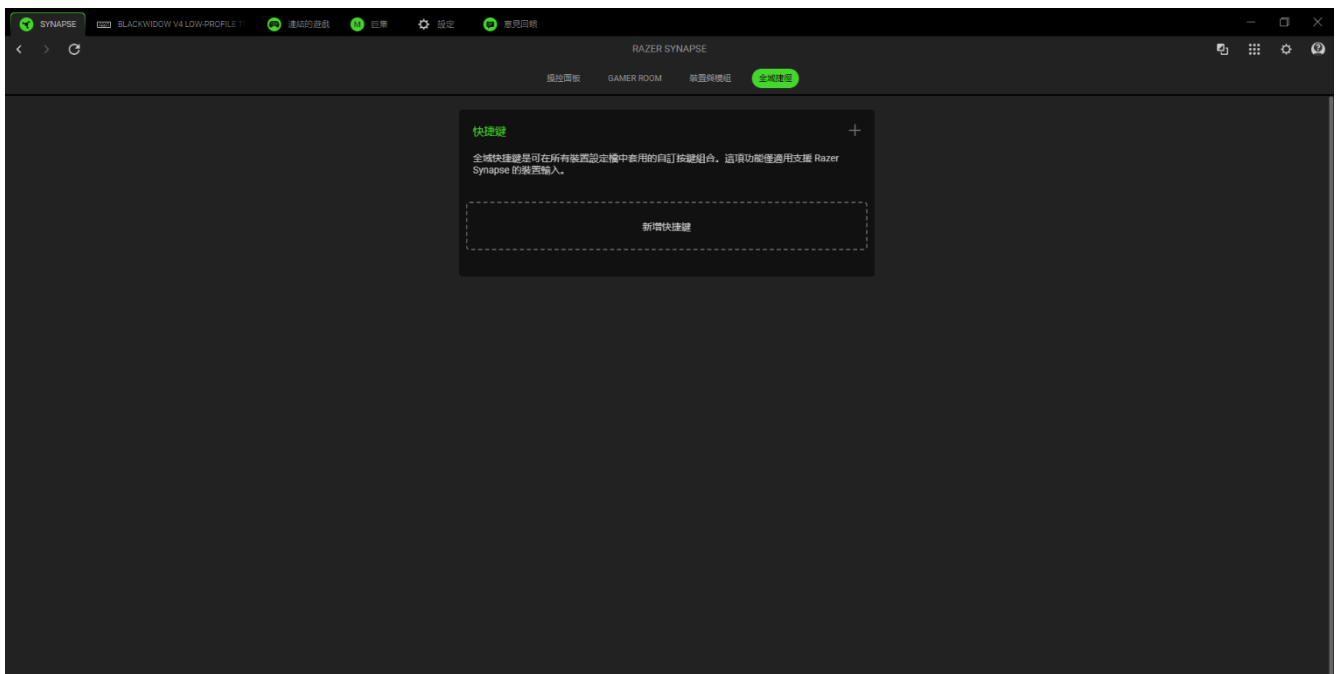 SYNAPSE
BLACKWIDOW V4 LOW-PROFILE T
連結的遊戲
巨集
設定
意見回饋
RAZER SYNAPSE
操控面板
GAMER ROOM
裝置與模組
全域捷徑
快捷鍵
全域快捷鍵是可在所有裝置設定檔中套用的自訂按鍵組合。這項功能僅適用支援 Razer
Synapse 的裝置輸入。
新增快捷鍵